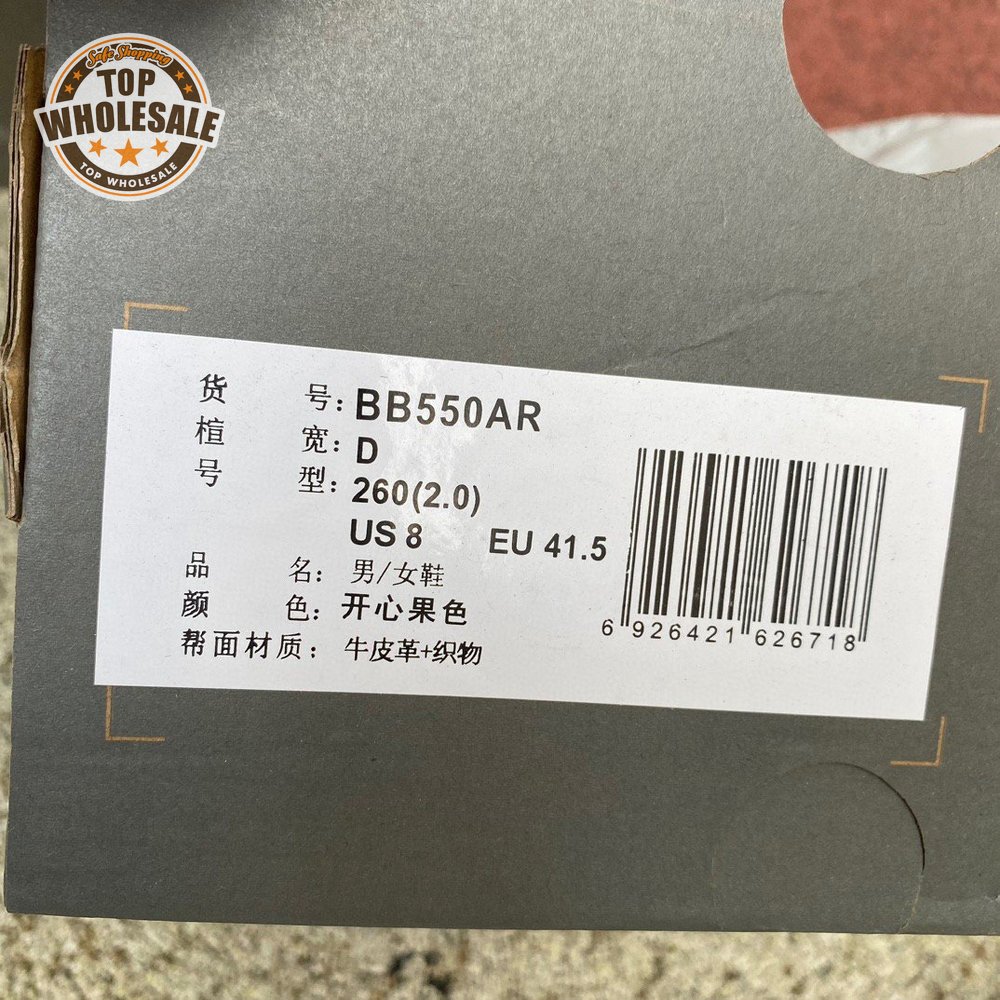 Safe Shopping
TOP
WHOLESALE
TOP WHOLESALE
货 号: BB550AR
楦 宽: D
号 型: 260(2.0)
US 8 EU 41.5
品 名: 男/女鞋
颜 色: 开心果色
帮面材质: 牛皮革+织物
6 926421 626718